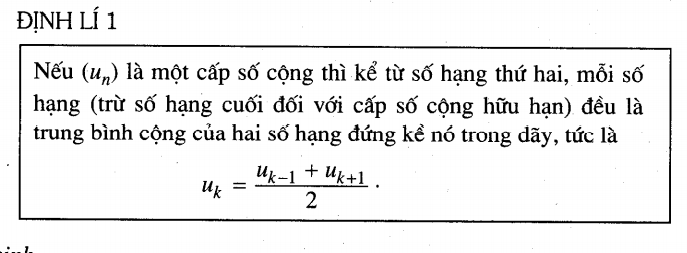 ĐỊNH LÍ 1
Nếu (uₙ) là một cấp số cộng thì kể từ số hạng thứ hai, mỗi số
hạng (trừ số hạng cuối đối với cấp số cộng hữu hạn) đều là
trung bình cộng của hai số hạng đứng kề nó trong dãy, tức là
uₖ = (uₖ₋₁ + uₖ₊₁) / 2 .